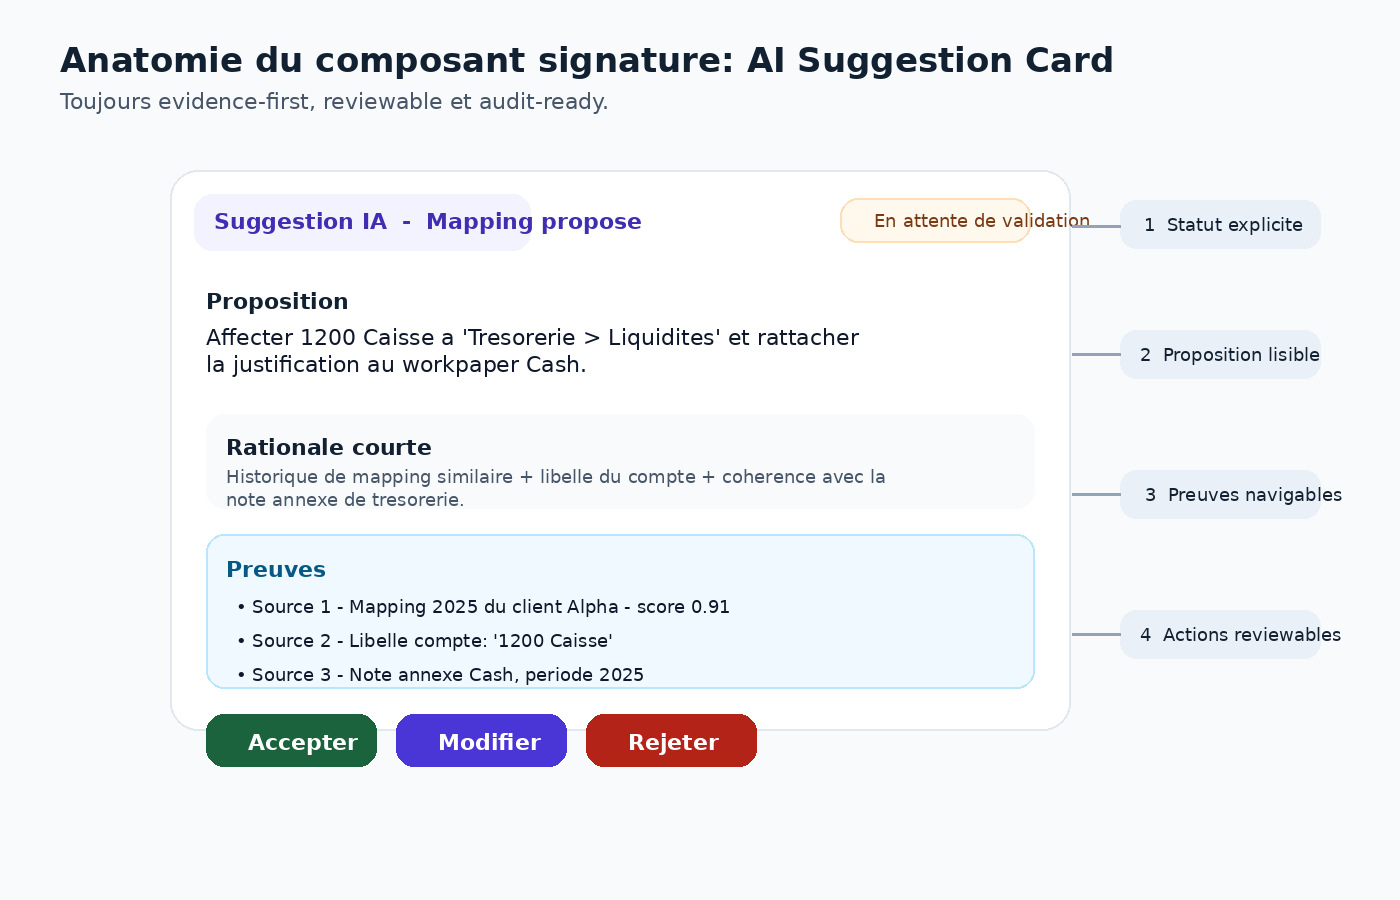 Anatomie du composant signature: AI Suggestion Card
Toujours evidence-first, reviewable et audit-ready.
Suggestion IA  -  Mapping propose
En attente de validation
1  Statut explicite
Proposition
Affecter 1200 Caisse a 'Tresorerie > Liquidites' et rattacher
la justification au workpaper Cash.
2  Proposition lisible
Rationale courte
Historique de mapping similaire + libelle du compte + coherence avec la
note annexe de tresorerie.
3  Preuves navigables
Preuves
• Source 1 - Mapping 2025 du client Alpha - score 0.91
• Source 2 - Libelle compte: '1200 Caisse'
• Source 3 - Note annexe Cash, periode 2025
4  Actions reviewables
Accepter
Modifier
Rejeter